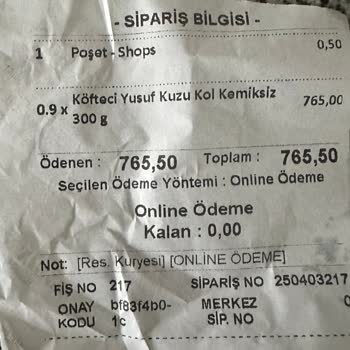 - SİPARİŞ BİLGİSİ -
1 Poşet - Shops 0,50
0.9 x Köfteci Yusuf Kuzu Kol Kemiksiz 765,00
300 g
Ödenen : 765,50 Toplam : 765,50
Seçilen Ödeme Yöntemi : Online Ödeme
Online Ödeme
Kalan : 0,00
Not: [Res. Kuryesi] [ONLINE ÖDEME]
FİŞ NO 217 SİPARİŞ NO 250403217
ONAY bf83f4b0- MERKEZ
KODU 1c SİP. NO